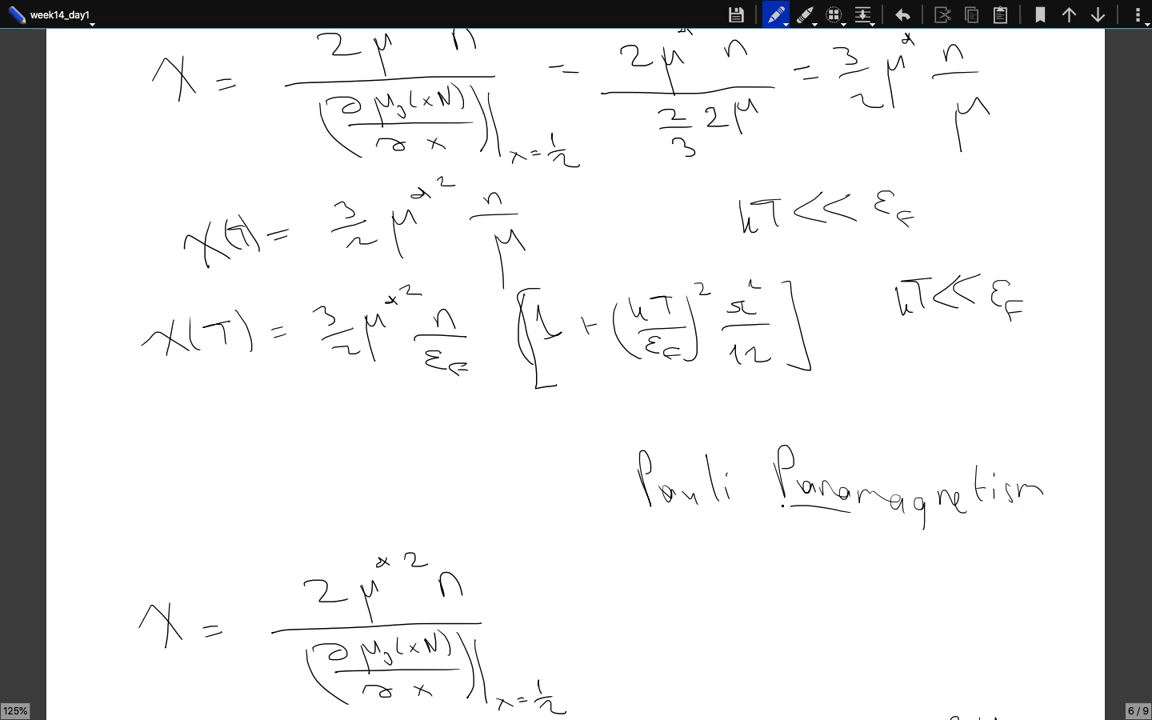 week14_day1
χ = 2μ n / (∂μ₀(xN)/∂x)|ₓ₌½ = 2μ* n / (2/3 2μ) = 3/2 μ* n/μ
χ(T) = 3/2 μ*² n/μ    kT << ε_F
χ(T) = 3/2 μ*² n/ε_F [1 + (kT/ε_F)² π²/12]    kT << ε_F
Pauli Paramagnetism
χ = 2μ*² n / (∂μ₀(xN)/∂x)|ₓ₌½
125%
6 / 9